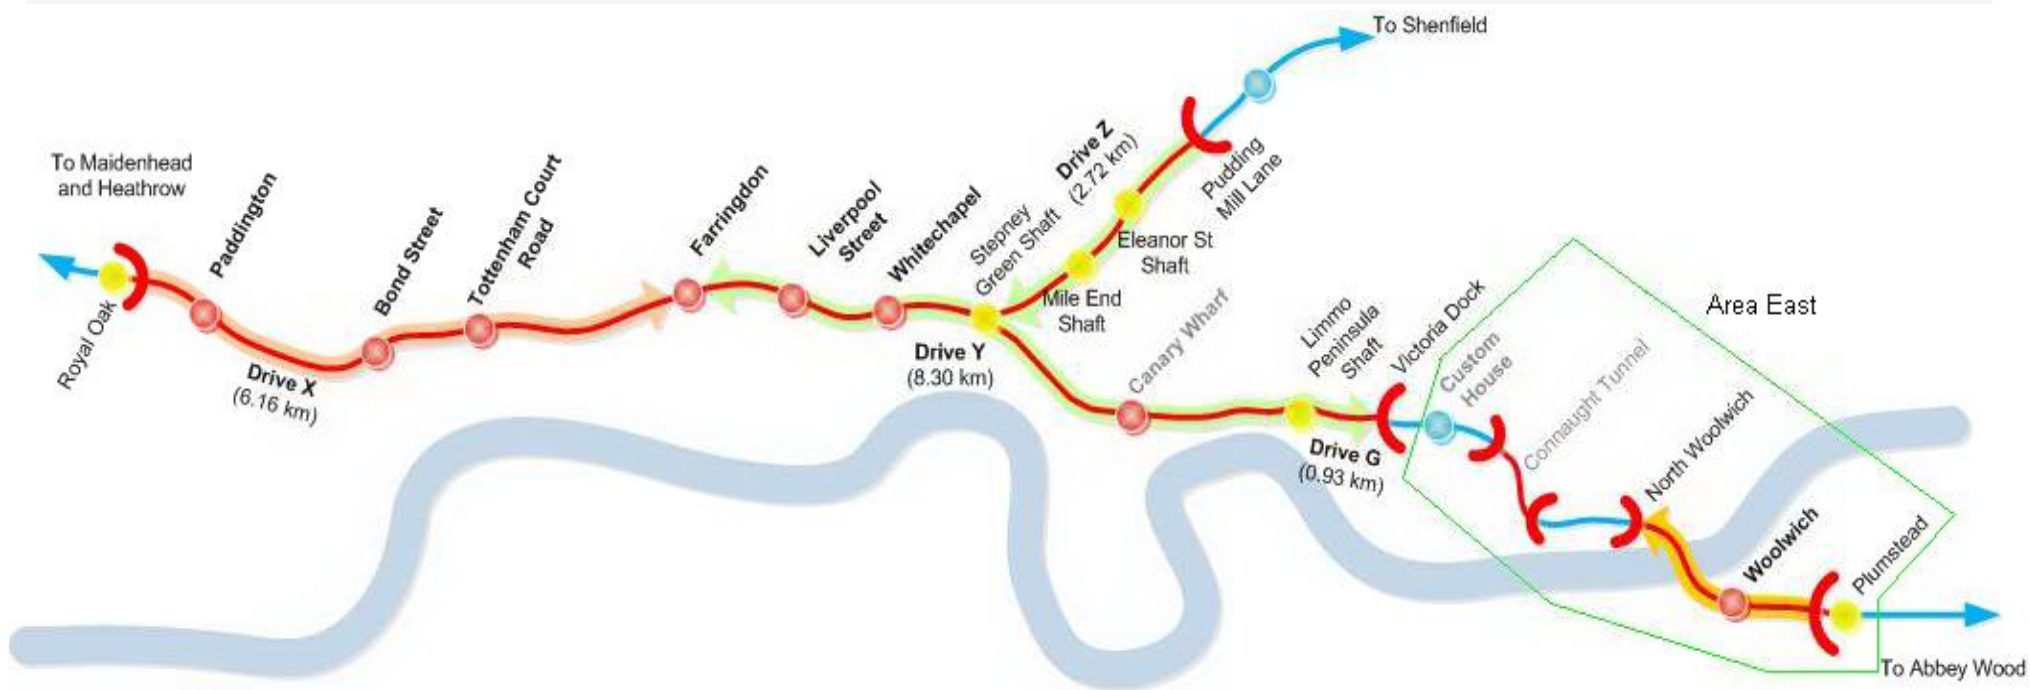 To Shenfield
To Maidenhead
and Heathrow
Royal Oak
Paddington
Drive X
(6.16 km)
Bond Street
Tottenham Court
Road
Farringdon
Liverpool
Street
Whitechapel
Drive Y
(8.30 km)
Stepney
Green Shaft
Drive Z
(2.72 km)
Pudding
Mill Lane
Eleanor St
Shaft
Mile End
Shaft
Canary Wharf
Limmo
Peninsula
Shaft
Victoria Dock
Drive G
(0.93 km)
Custom
House
Connaught Tunnel
North Woolwich
Area East
Woolwich
Plumstead
To Abbey Wood